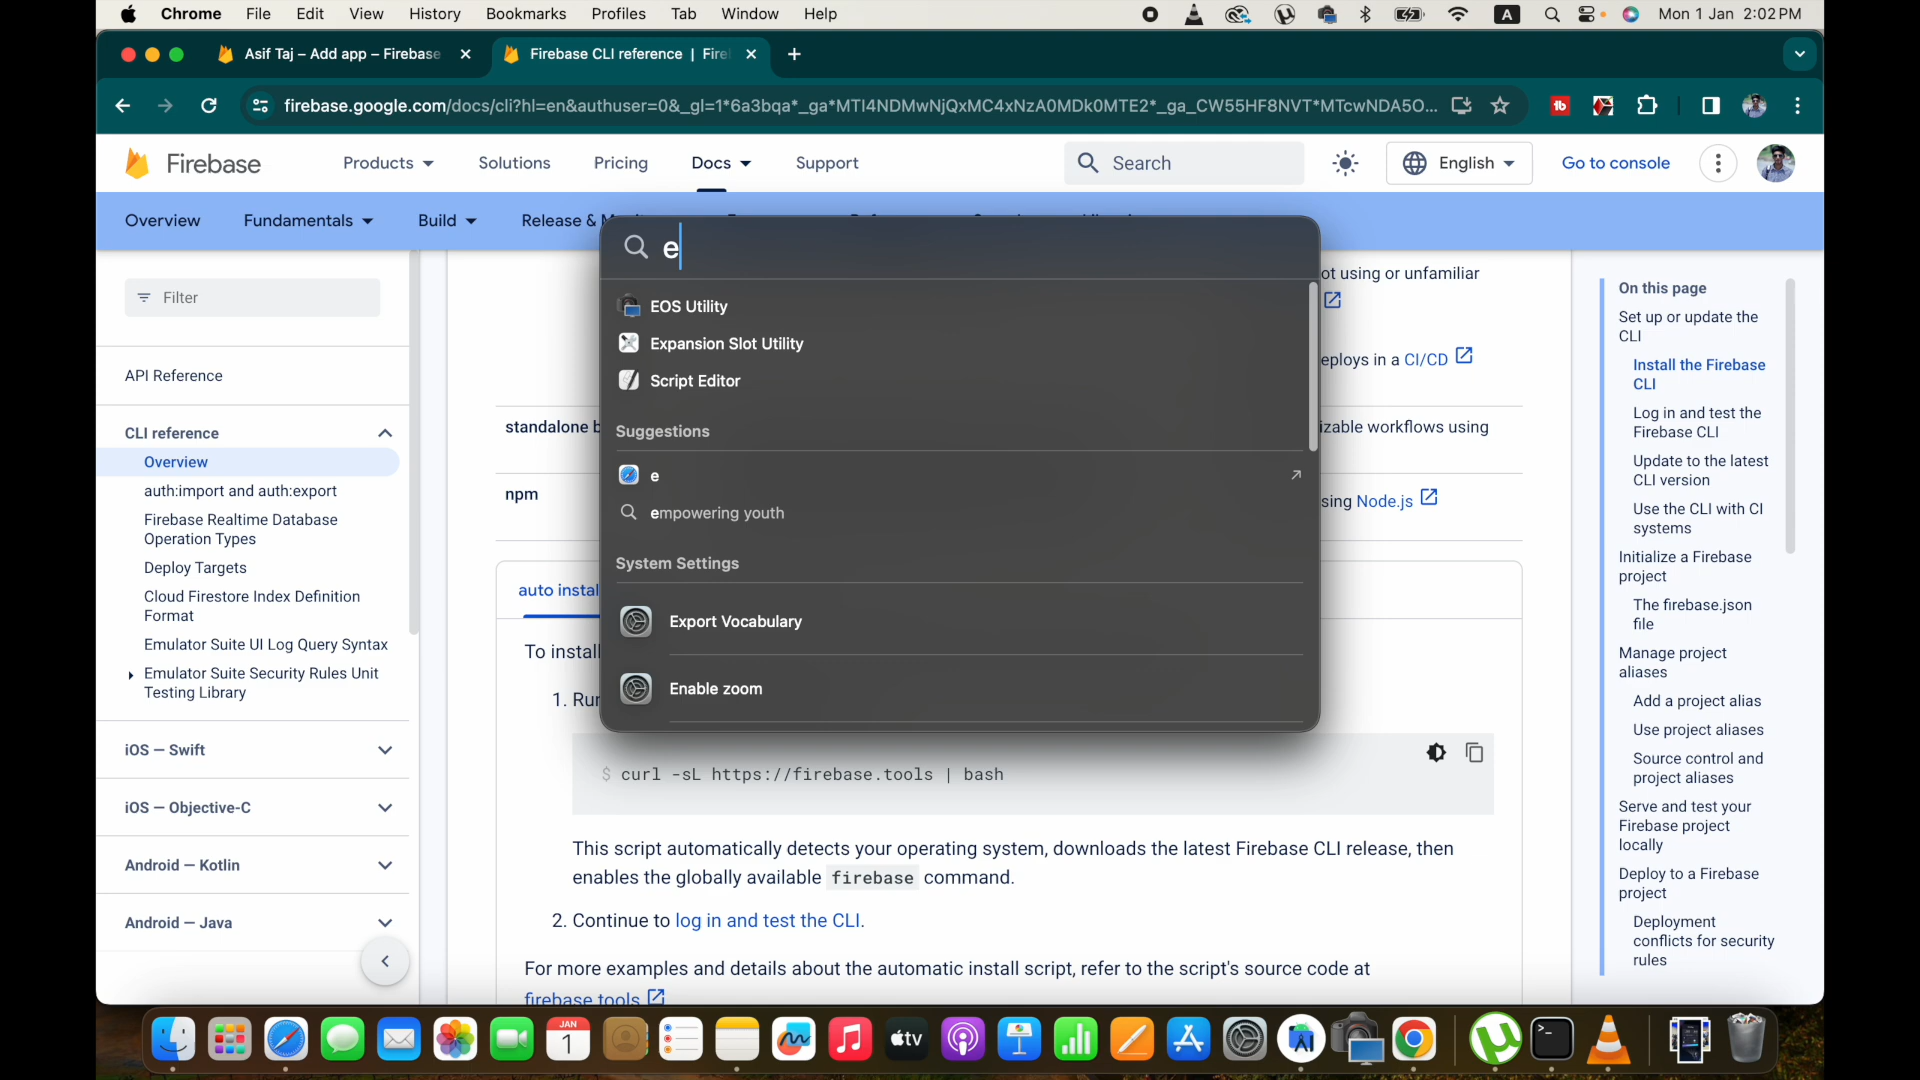 Chrome File Edit View History Bookmarks Profiles Tab Window Help
A
Mon 1 Jan 2:02 PM
Asif Taj – Add app – Firebase
Firebase CLI reference | Fire
firebase.google.com/docs/cli?hl=en&authuser=0&_gl=1*6a3bqa*_ga*MTI4NDMwNjQxMC4xNzA0MDk0MTE2*_ga_CW55HF8NVT*MTcwNDA5O...
Firebase Products Solutions Pricing Docs Support
Search
English
Go to console
Overview Fundamentals Build Release &
e
EOS Utility
Expansion Slot Utility
Script Editor
Suggestions
e
empowering youth
System Settings
Export Vocabulary
Enable zoom
Filter
API Reference
CLI reference
Overview
auth:import and auth:export
Firebase Realtime Database
Operation Types
Deploy Targets
Cloud Firestore Index Definition
Format
Emulator Suite UI Log Query Syntax
Emulator Suite Security Rules Unit
Testing Library
iOS – Swift
iOS – Objective-C
Android – Kotlin
Android – Java
ot using or unfamiliar
eploys in a CI/CD
standalone b
izable workflows using
npm
sing Node.js
auto instal
To instal
1. Run
$ curl -sL https://firebase.tools | bash
This script automatically detects your operating system, downloads the latest Firebase CLI release, then
enables the globally available firebase command.
2. Continue to log in and test the CLI.
For more examples and details about the automatic install script, refer to the script's source code at
firebase.tools
On this page
Set up or update the
CLI
Install the Firebase
CLI
Log in and test the
Firebase CLI
Update to the latest
CLI version
Use the CLI with CI
systems
Initialize a Firebase
project
The firebase.json
file
Manage project
aliases
Add a project alias
Use project aliases
Source control and
project aliases
Serve and test your
Firebase project
locally
Deploy to a Firebase
project
Deployment
conflicts for security
rules
JAN
1
tv